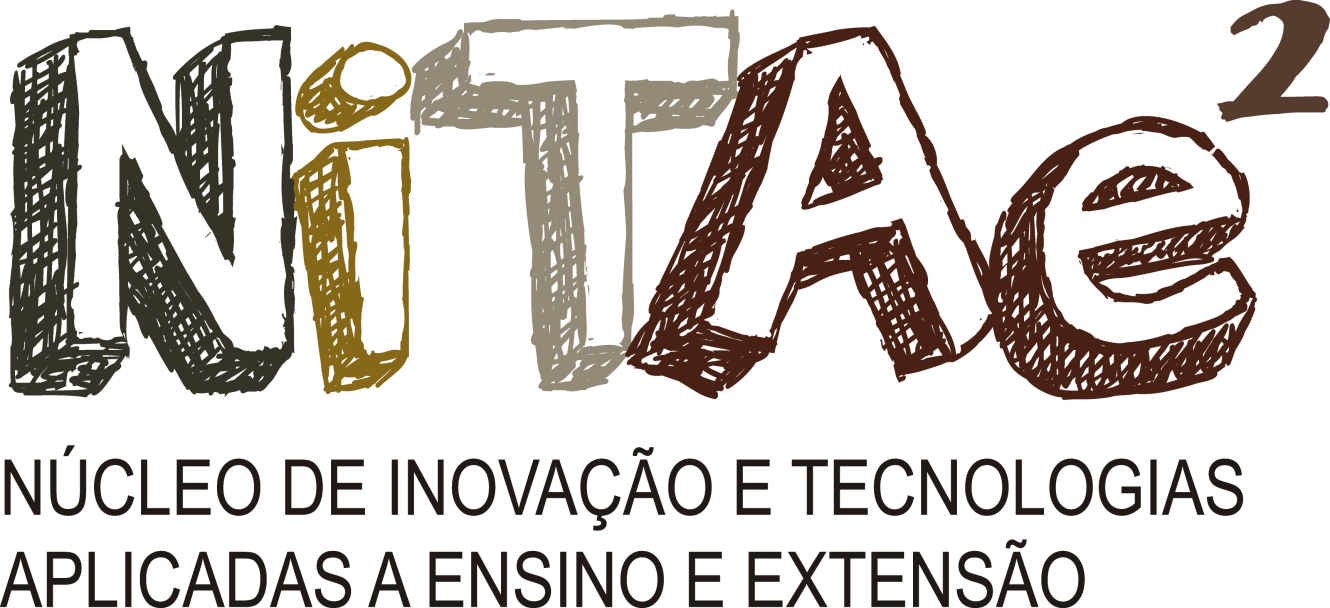 NiTAe²
NÚCLEO DE INOVAÇÃO E TECNOLOGIAS
APLICADAS A ENSINO E EXTENSÃO